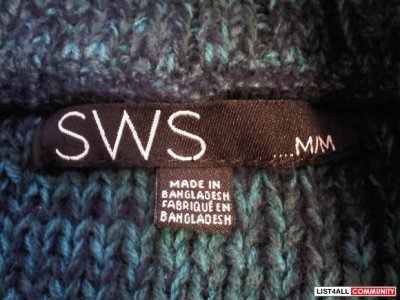 SWS
....M/M
MADE IN
BANGLADESH
FABRIQUÉ EN
BANGLADESH
LIST4ALL COMMUNITY